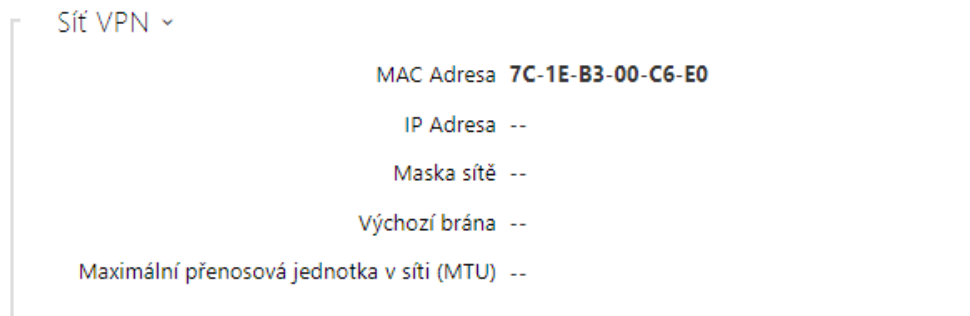 Síť VPN
MAC Adresa 7C-1E-B3-00-C6-E0
IP Adresa --
Maska sítě --
Výchozí brána --
Maximální přenosová jednotka v síti (MTU) --